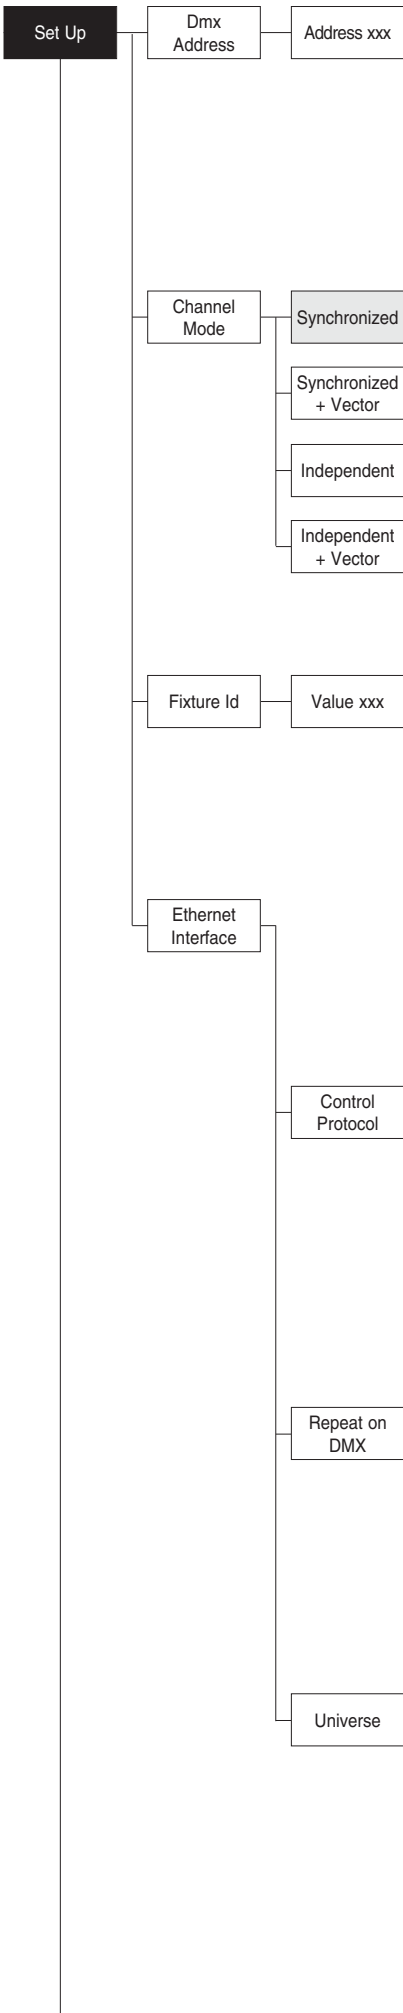 Set Up
Dmx
Address
Address xxx
Channel
Mode
Synchronized
Synchronized
+ Vector
Independent
Independent
+ Vector
Fixture Id
Value xxx
Ethernet
Interface
Control
Protocol
Repeat on
DMX
Universe